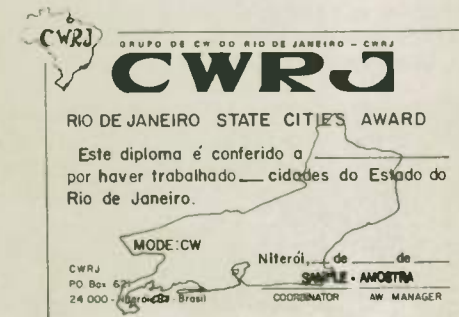 CWRJ
GRUPO DE CW DO RIO DE JANEIRO - CWRJ
CWRJ
RIO DE JANEIRO STATE CITIES AWARD
Este diploma é conferido a
por haver trabalhado cidades do Estado do
Rio de Janeiro.
MODE:CW
Niterói, de de
SAMPLE - AMOSTRA
COORDINATOR AW MANAGER
CWRJ
PO Box 621
24 000 - Brasil